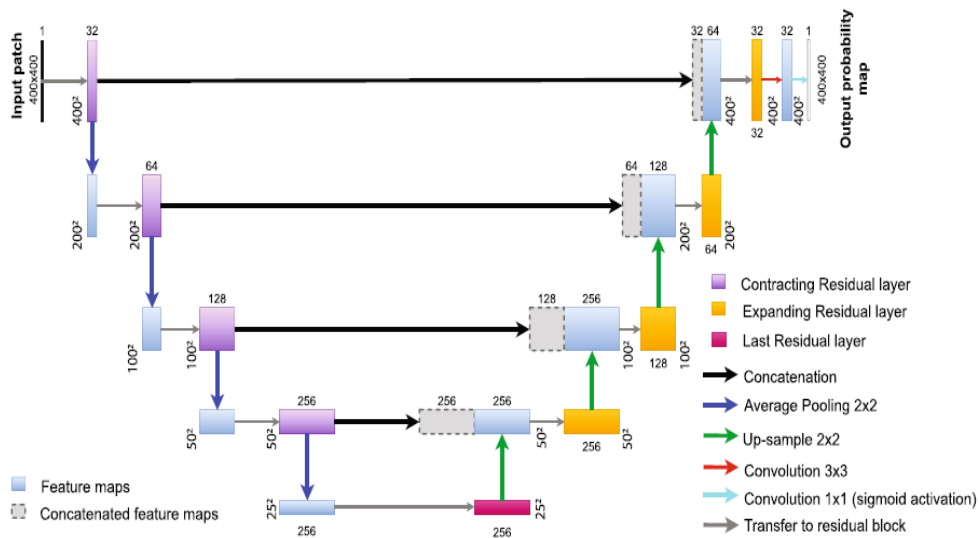 1
32
32
64
32
32
1
Input patch
400x400
400²
400²
400²
400²
400x400
Output probability
map
32
64
64
128
200²
200²
200²
200²
64
128
128
256
100²
100²
100²
100²
128
256
256
256
50²
50²
50²
50²
256
25²
25²
256
256
Contracting Residual layer
Expanding Residual layer
Last Residual layer
Concatenation
Average Pooling 2x2
Up-sample 2x2
Convolution 3x3
Convolution 1x1 (sigmoid activation)
Transfer to residual block
Feature maps
Concatenated feature maps